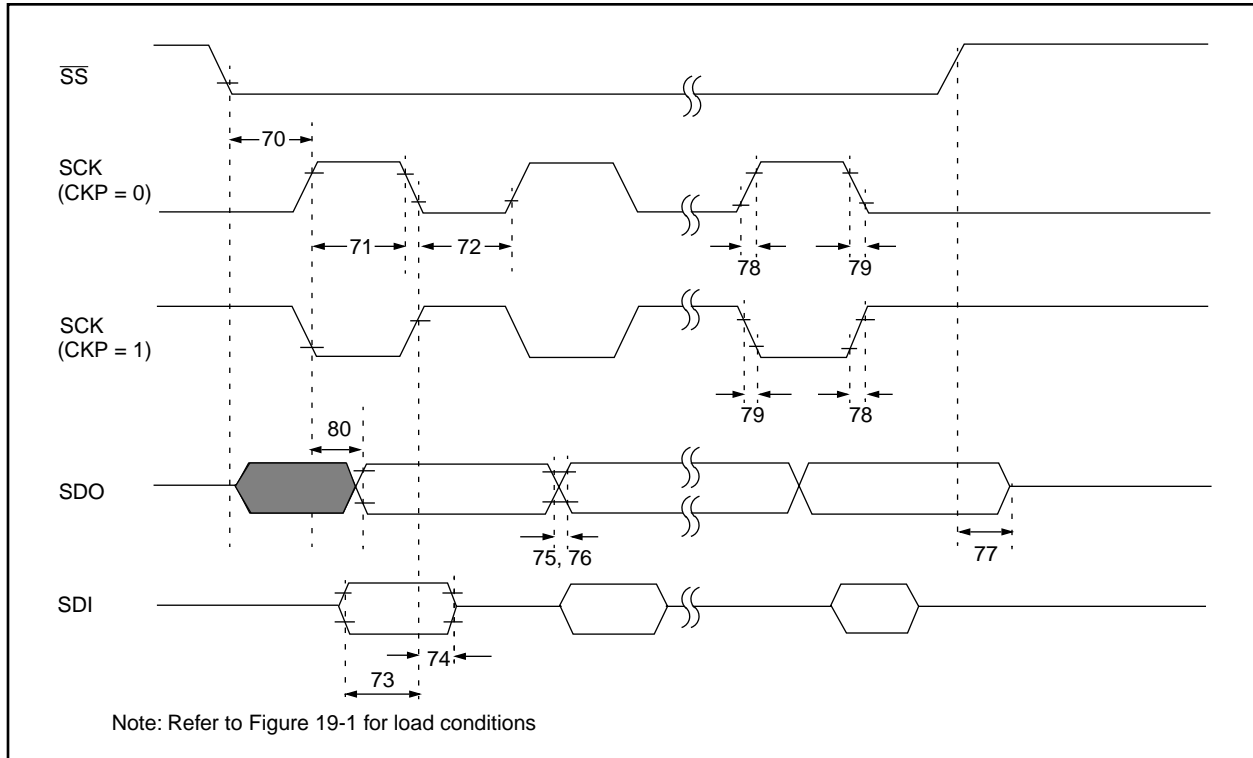 SS
70
SCK
(CKP = 0)
71
72
78
79
SCK
(CKP = 1)
79
78
80
SDO
75, 76
77
SDI
74
73
Note: Refer to Figure 19-1 for load conditions